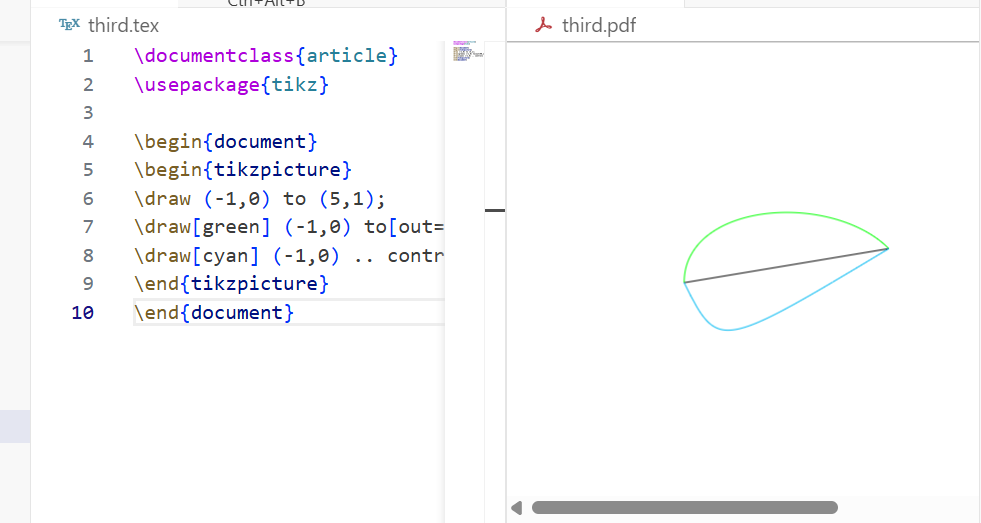 Ctrl+Alt+B
TEX third.tex
third.pdf
1 \documentclass{article}
2 \usepackage{tikz}
3
4 \begin{document}
5 \begin{tikzpicture}
6 \draw (-1,0) to (5,1);
7 \draw[green] (-1,0) to[out=
8 \draw[cyan] (-1,0) .. contr
9 \end{tikzpicture}
10 \end{document}